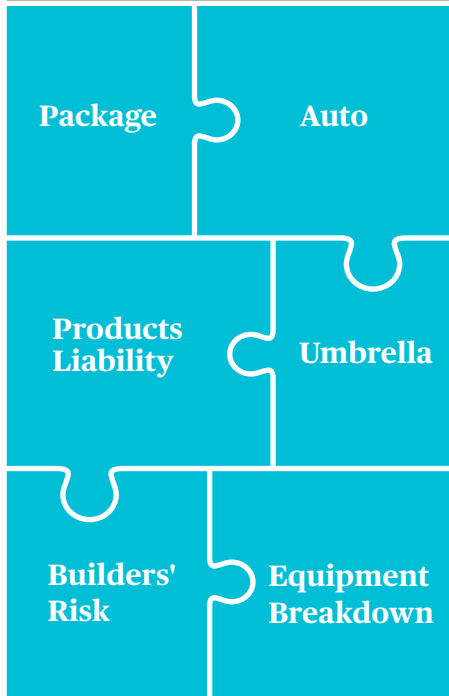 Package
Auto
Products
Liability
Umbrella
Builders'
Risk
Equipment
Breakdown